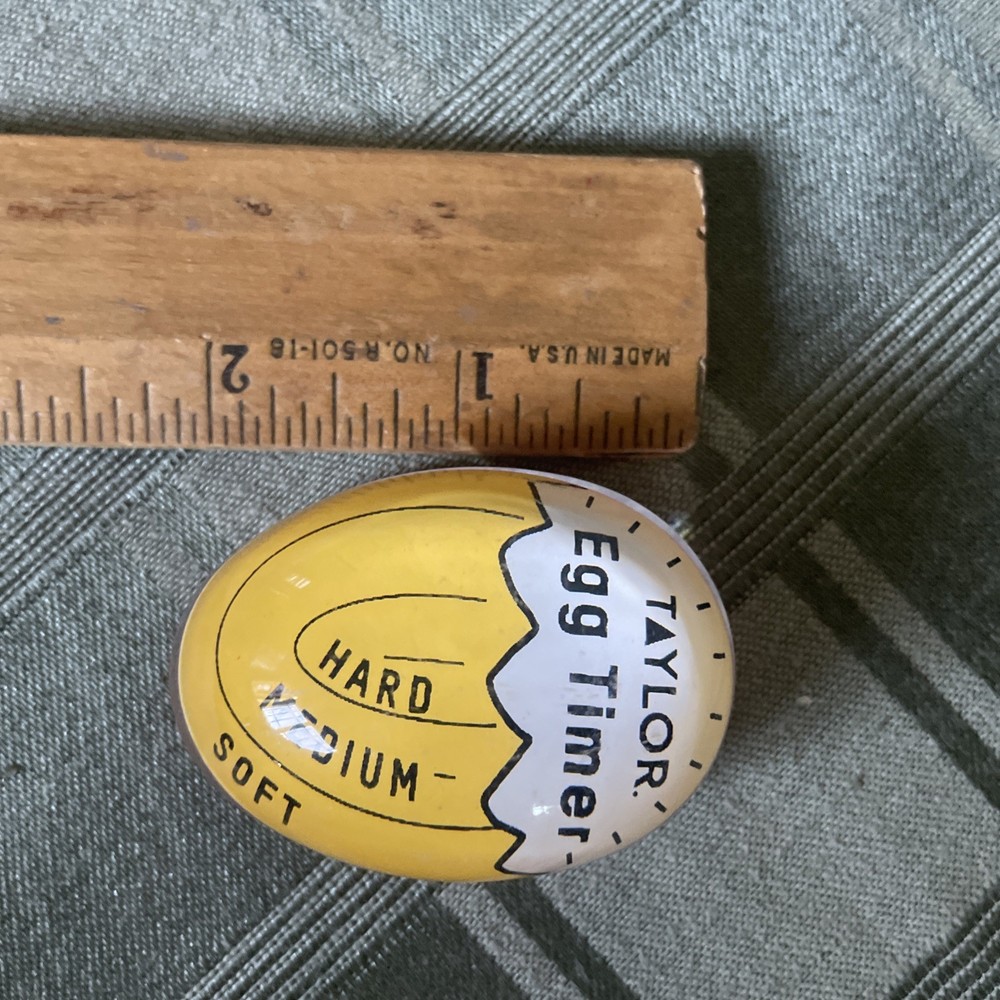 MADE IN U.S.A.
1
NO. R 501-18
2
TAYLOR.
Egg Timer
HARD
MEDIUM
SOFT